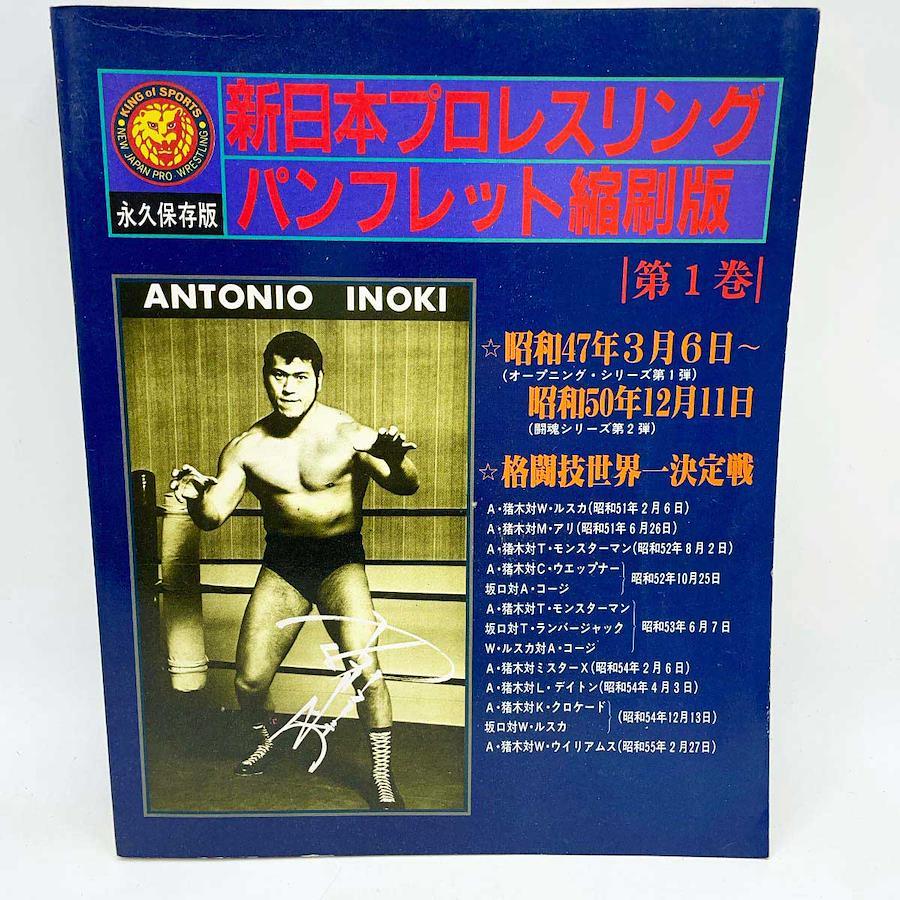 KING of SPORTS
NEW JAPAN PRO-WRESTLING
永久保存版
新日本プロレスリング
パンフレット縮刷版
第1巻
ANTONIO INOKI
☆昭和47年3月6日～
(オープニング・シリーズ第1弾)
昭和50年12月11日
(闘魂シリーズ第2弾)
☆格闘技世界一決定戦
A・猪木対W・ルスカ(昭和51年2月6日)
A・猪木対M・アリ(昭和51年6月26日)
A・猪木対T・モンスターマン(昭和52年8月2日)
A・猪木対C・ウエップナー
坂口対A・コージ
昭和52年10月25日
A・猪木対T・モンスターマン
坂口対T・ランバージャック
W・ルスカ対A・コージ
昭和53年6月7日
A・猪木対ミスターX(昭和54年2月6日)
A・猪木対L・デイトン(昭和54年4月3日)
A・猪木対K・クロケード
坂口対W・ルスカ
(昭和54年12月13日)
A・猪木対W・ウイリアムス(昭和55年2月27日)